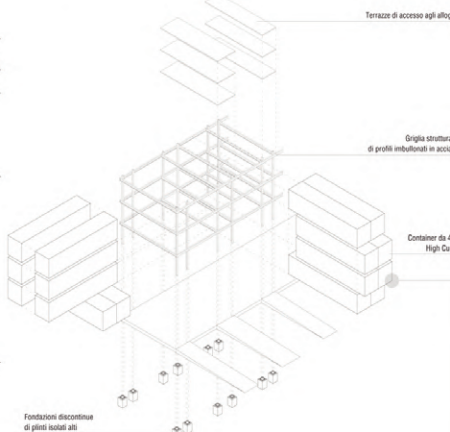 Terrazze di accesso agli
Griglia
di profili imbullonati in
Container da
High
Fondazioni discontinue
di plinti isolati alti